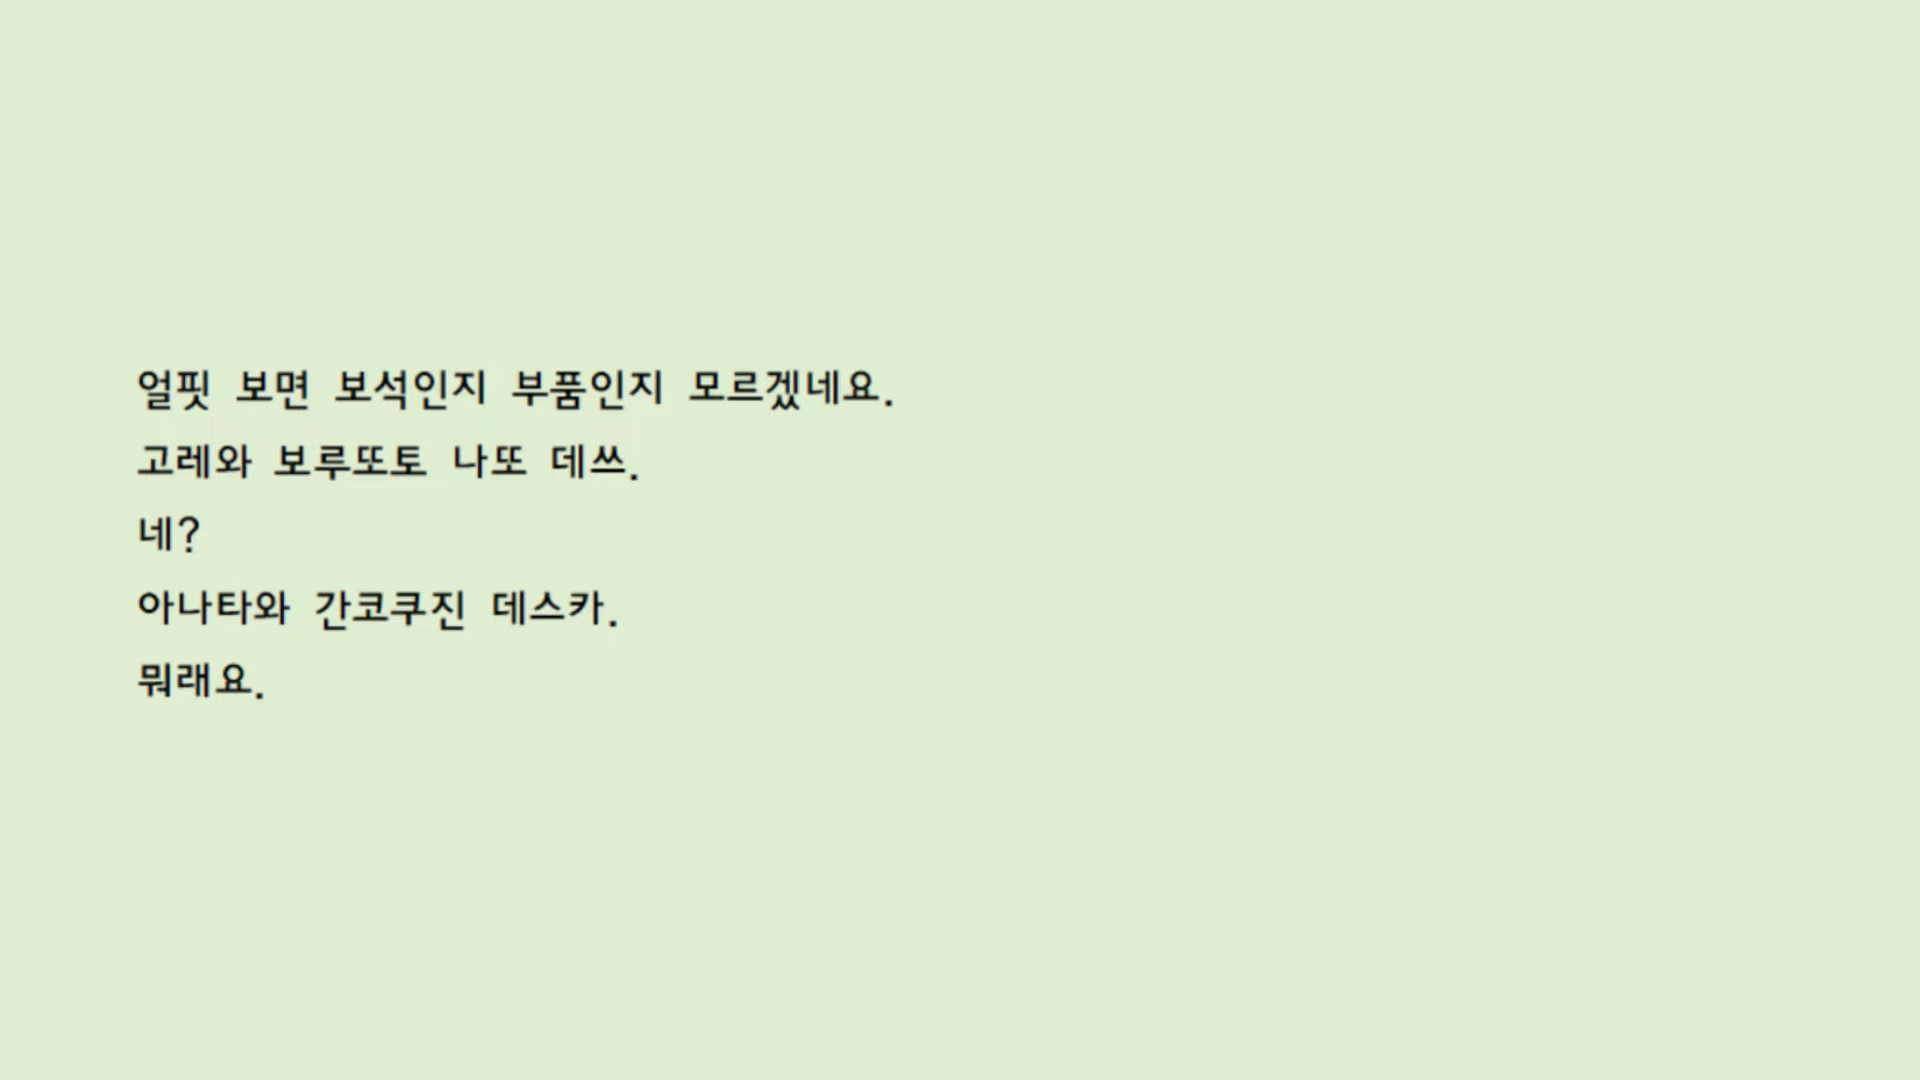 얼핏 보면 보석인지 부품인지 모르겠네요.
고레와 보루또토 나또 데쓰.
네?
아나타와 간코쿠진 데스카.
뭐래요.